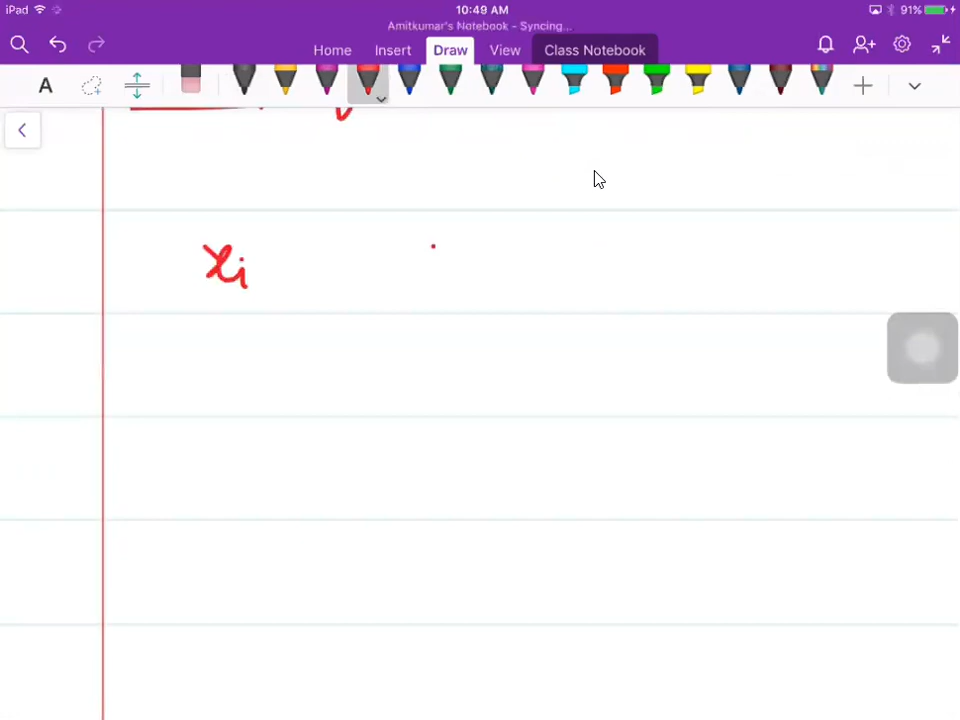 iPad 10:49 AM 91%
Amitkumar's Notebook - Syncing...
Home Insert Draw View Class Notebook
A
xi